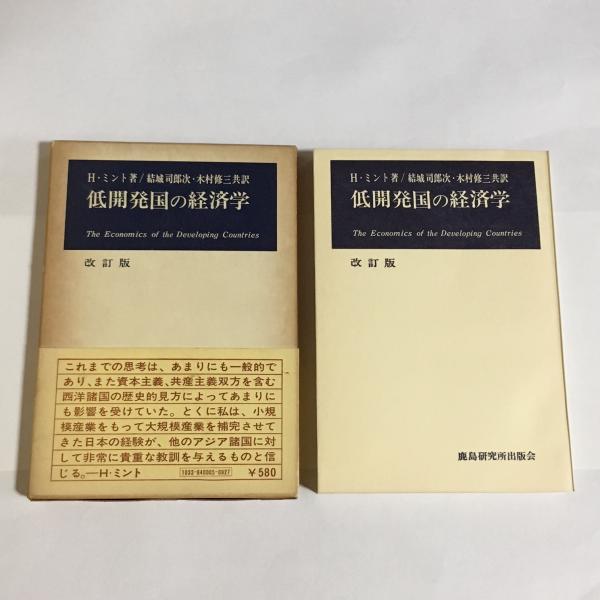 H・ミント著/結城司郎次・木村修三共訳
低開発国の経済学
The Economics of the Developing Countries
改訂版
これまでの思考は、あまりにも一般的で
あり、また資本主義、共産主義双方を含む
西洋諸国の歴史的見方によってあまりに
も影響を受けていた。とくに私は、小規
模産業をもって大規模産業を補完させて
きた日本の経験が、他のアジア諸国に対
して非常に貴重な教訓を与えるものと信
じる。—H・ミント
1033-840005-0927
¥580
H・ミント著/結城司郎次・木村修三共訳
低開発国の経済学
The Economics of the Developing Countries
改訂版
鹿島研究所出版会